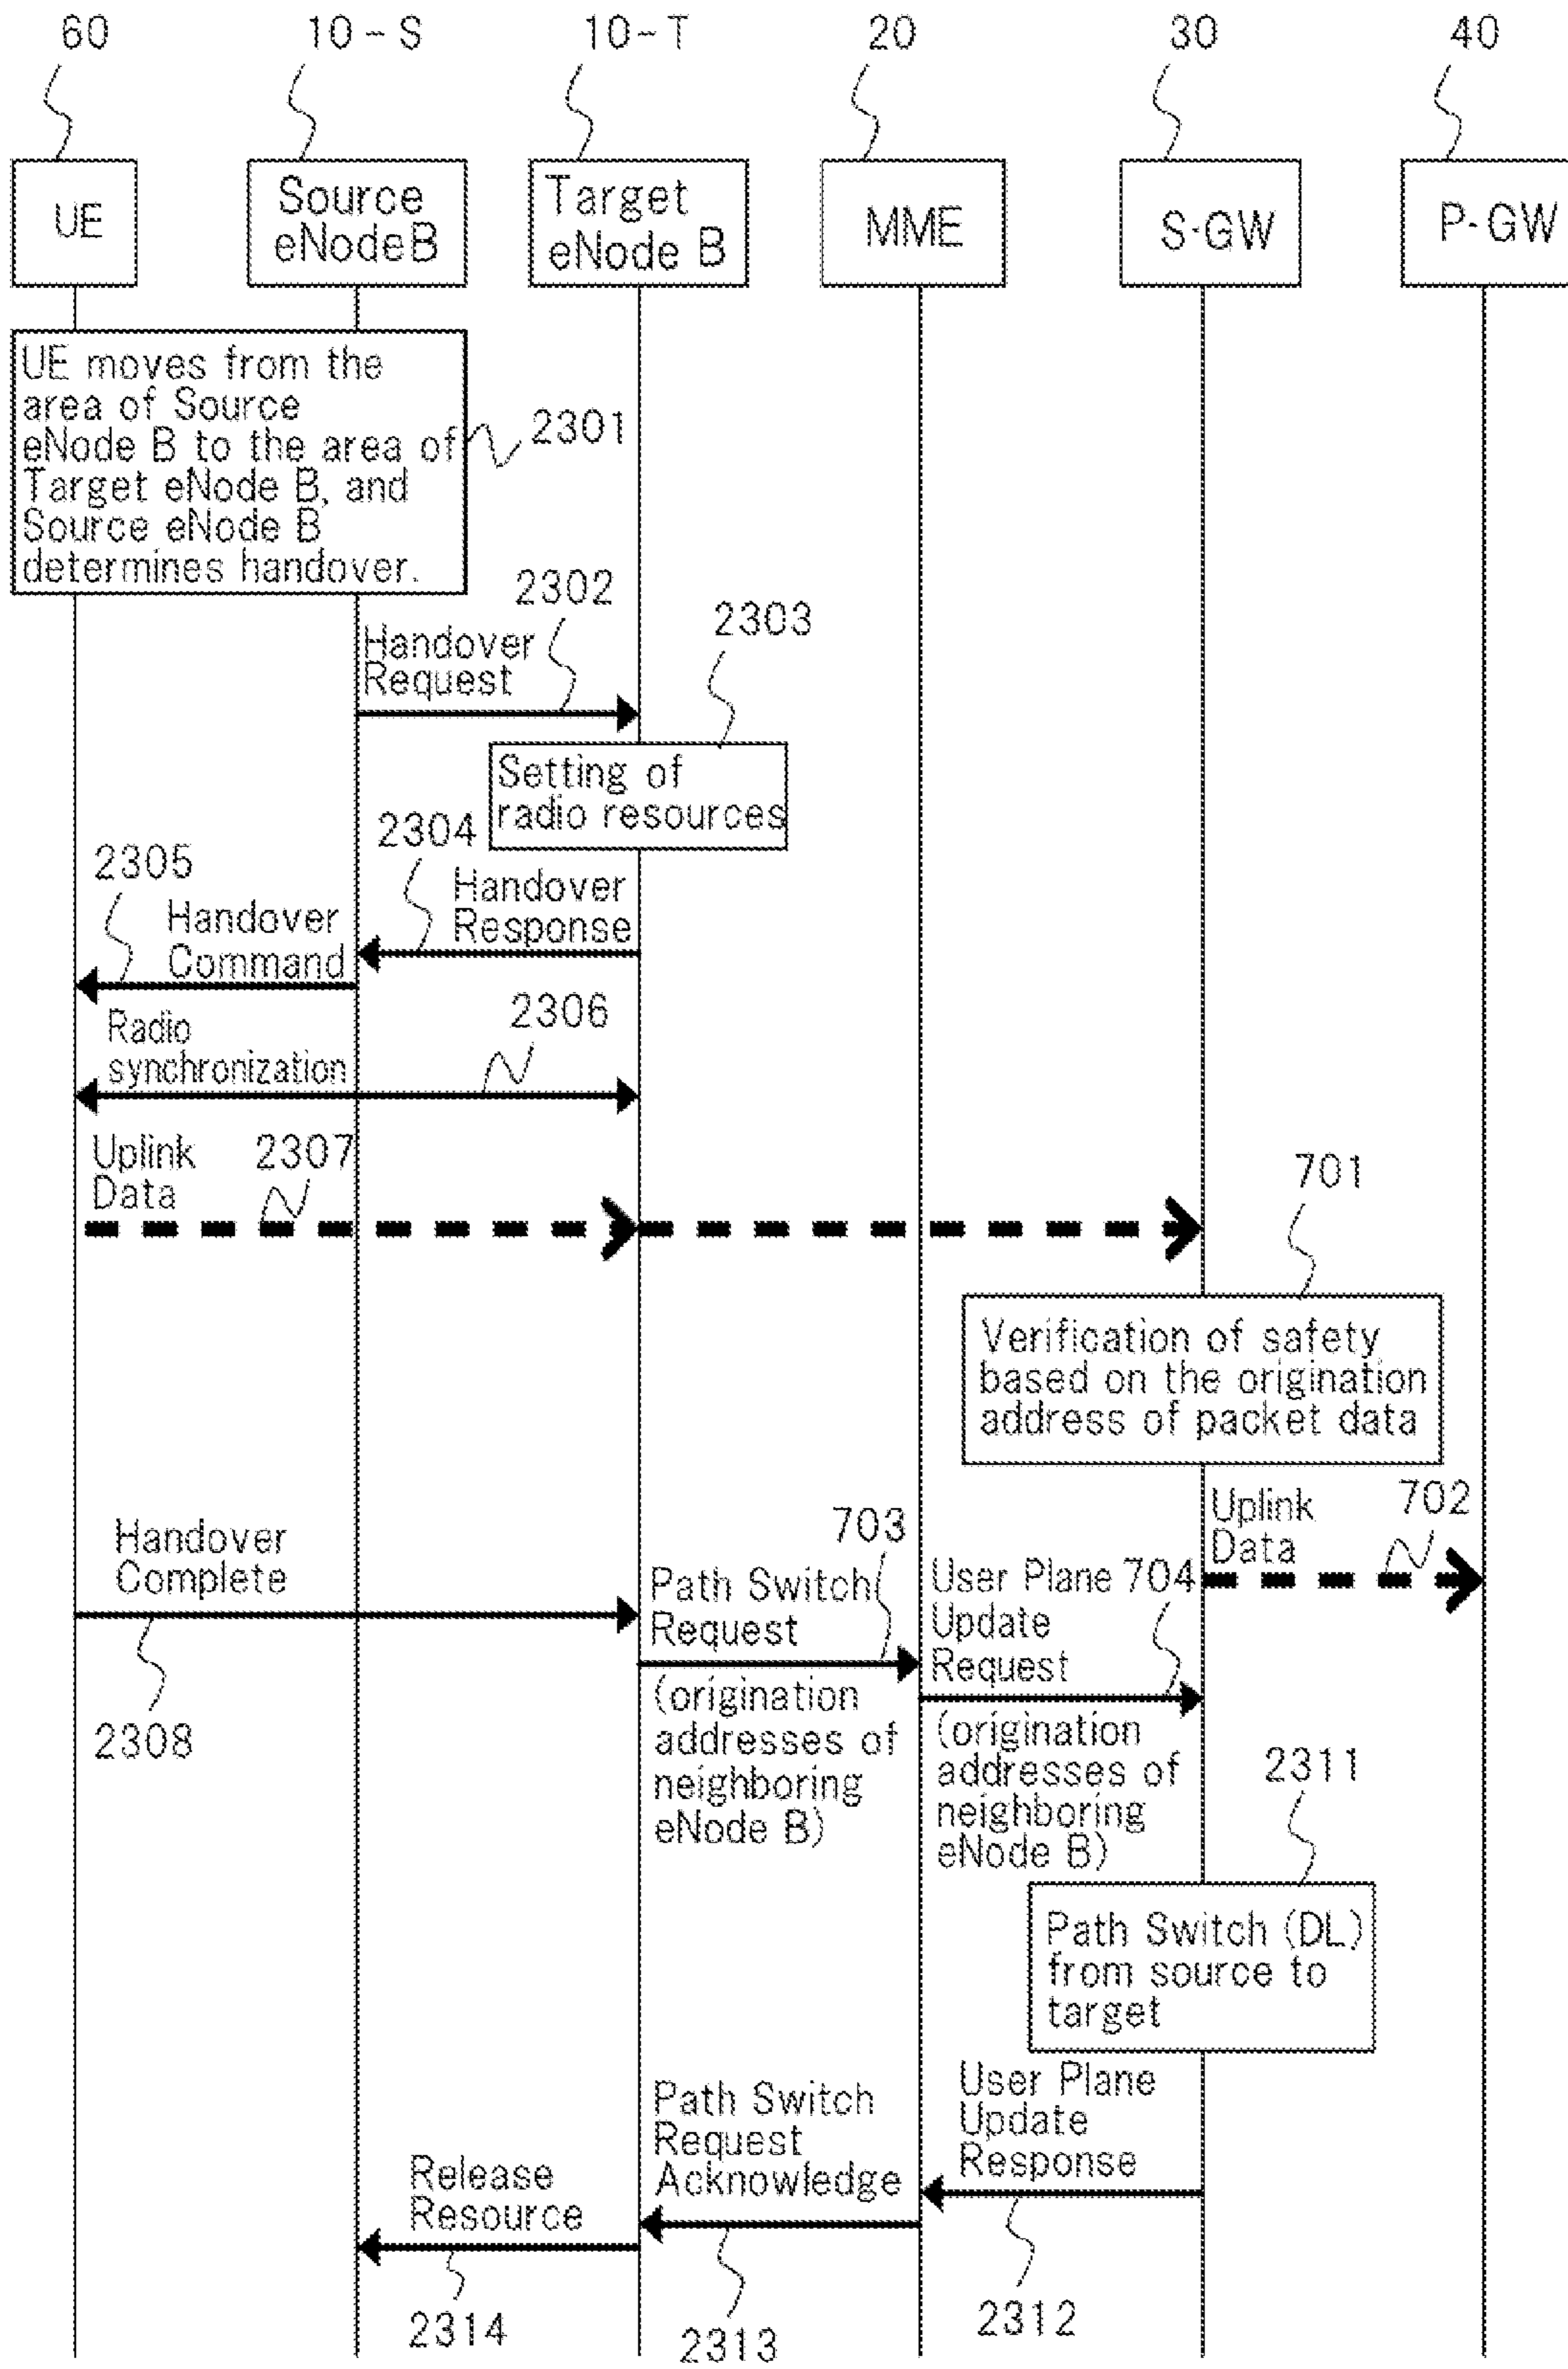 60
10-S
10-T
20
30
40
UE
Source
eNodeB
Target
eNode B
MME
S-GW
P-GW
UE moves from the
area of Source
eNode B to the area of
Target eNode B, and
Source eNode B
determines handover.
2301
2302
Handover
Request
2303
Setting of
radio resources
2304
Handover
Response
2305
Handover
Command
2306
Radio
synchronization
Uplink
Data
2307
701
Verification of safety
based on the origination
address of packet data
Uplink
Data
702
Handover
Complete
2308
703
Path Switch
Request
(origination
addresses of
neighboring
eNode B)
User Plane
Update
Request
704
(origination
addresses of
neighboring
eNode B)
2311
Path Switch (DL)
from source to
target
User Plane
Update
Response
2312
Path Switch
Request
Acknowledge
2313
Release
Resource
2314